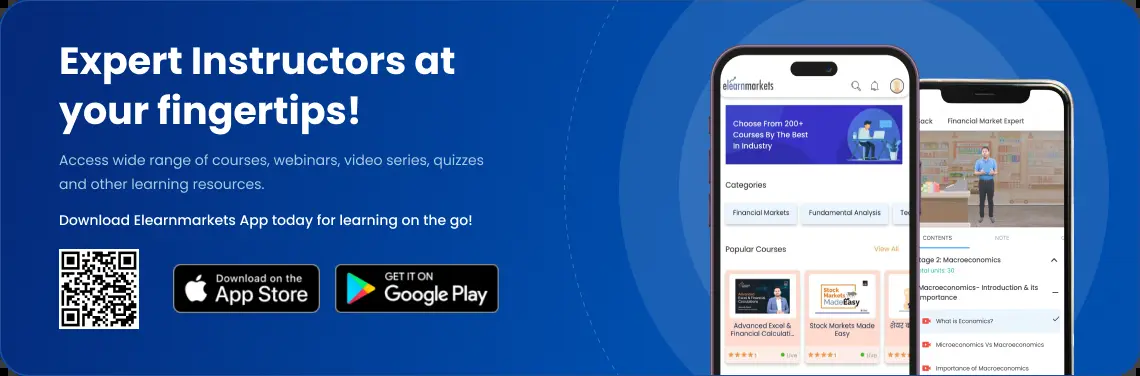 Expert Instructors at
your fingertips!
Access wide range of courses, webinars, video series, quizzes
and other learning resources.
Download Elearnmarkets App today for learning on the go!
Download on the
App Store
GET IT ON
Google Play
elearnmarkets
Choose From 200+
Courses By The Best
In Industry
Categories
Financial Markets
Fundamental Analysis
Te
Popular Courses
View All
Advanced
Excel & Financial
Calculations
Advanced Excel &
Financial Calculati...
Live
Stock
Markets
MadeEasy
Stock Markets Made
Easy
Live
शेयर बा
ack
Financial Market Expert
CONTENTS
NOTE
tage 2: Macroeconomics
tal units: 30
Macroeconomics- Introduction & its
mportance
What is Economics?
Microeconomics Vs Macroeconomics
Importance of Macroeconomics